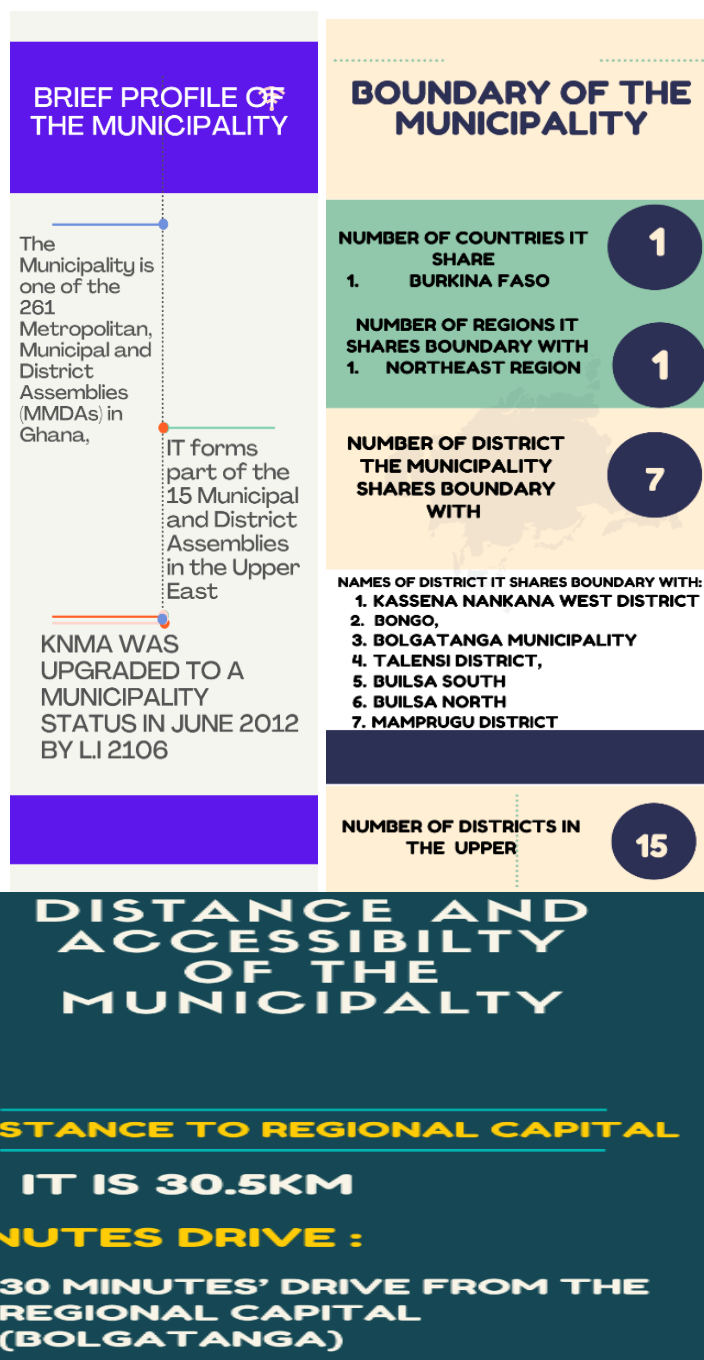 BRIEF PROFILE OF
THE MUNICIPALITY
The
Municipality is
one of the
261
Metropolitan,
Municipal and
District
Assemblies
(MMDAs) in
Ghana,
IT forms
part of the
15 Municipal
and District
Assemblies
in the Upper
East
KNMA WAS
UPGRADED TO A
MUNICIPALITY
STATUS IN JUNE 2012
BY L.I 2106
BOUNDARY OF THE
MUNICIPALITY
NUMBER OF COUNTRIES IT
SHARE
1. BURKINA FASO
1
NUMBER OF REGIONS IT
SHARES BOUNDARY WITH
1. NORTHEAST REGION
1
NUMBER OF DISTRICT
THE MUNICIPALITY
SHARES BOUNDARY
WITH
7
NAMES OF DISTRICT IT SHARES BOUNDARY WITH:
1. KASSENA NANKANA WEST DISTRICT
2. BONGO,
3. BOLGATANGA MUNICIPALITY
4. TALENSI DISTRICT,
5. BUILSA SOUTH
6. BUILSA NORTH
7. MAMPRUGU DISTRICT
NUMBER OF DISTRICTS IN
THE UPPER
15
DISTANCE AND
ACCESSIBILTY
OF THE
MUNICIPALTY
STANCE TO REGIONAL CAPITAL
IT IS 30.5KM
NUTES DRIVE :
30 MINUTES' DRIVE FROM THE
REGIONAL CAPITAL
(BOLGATANGA)